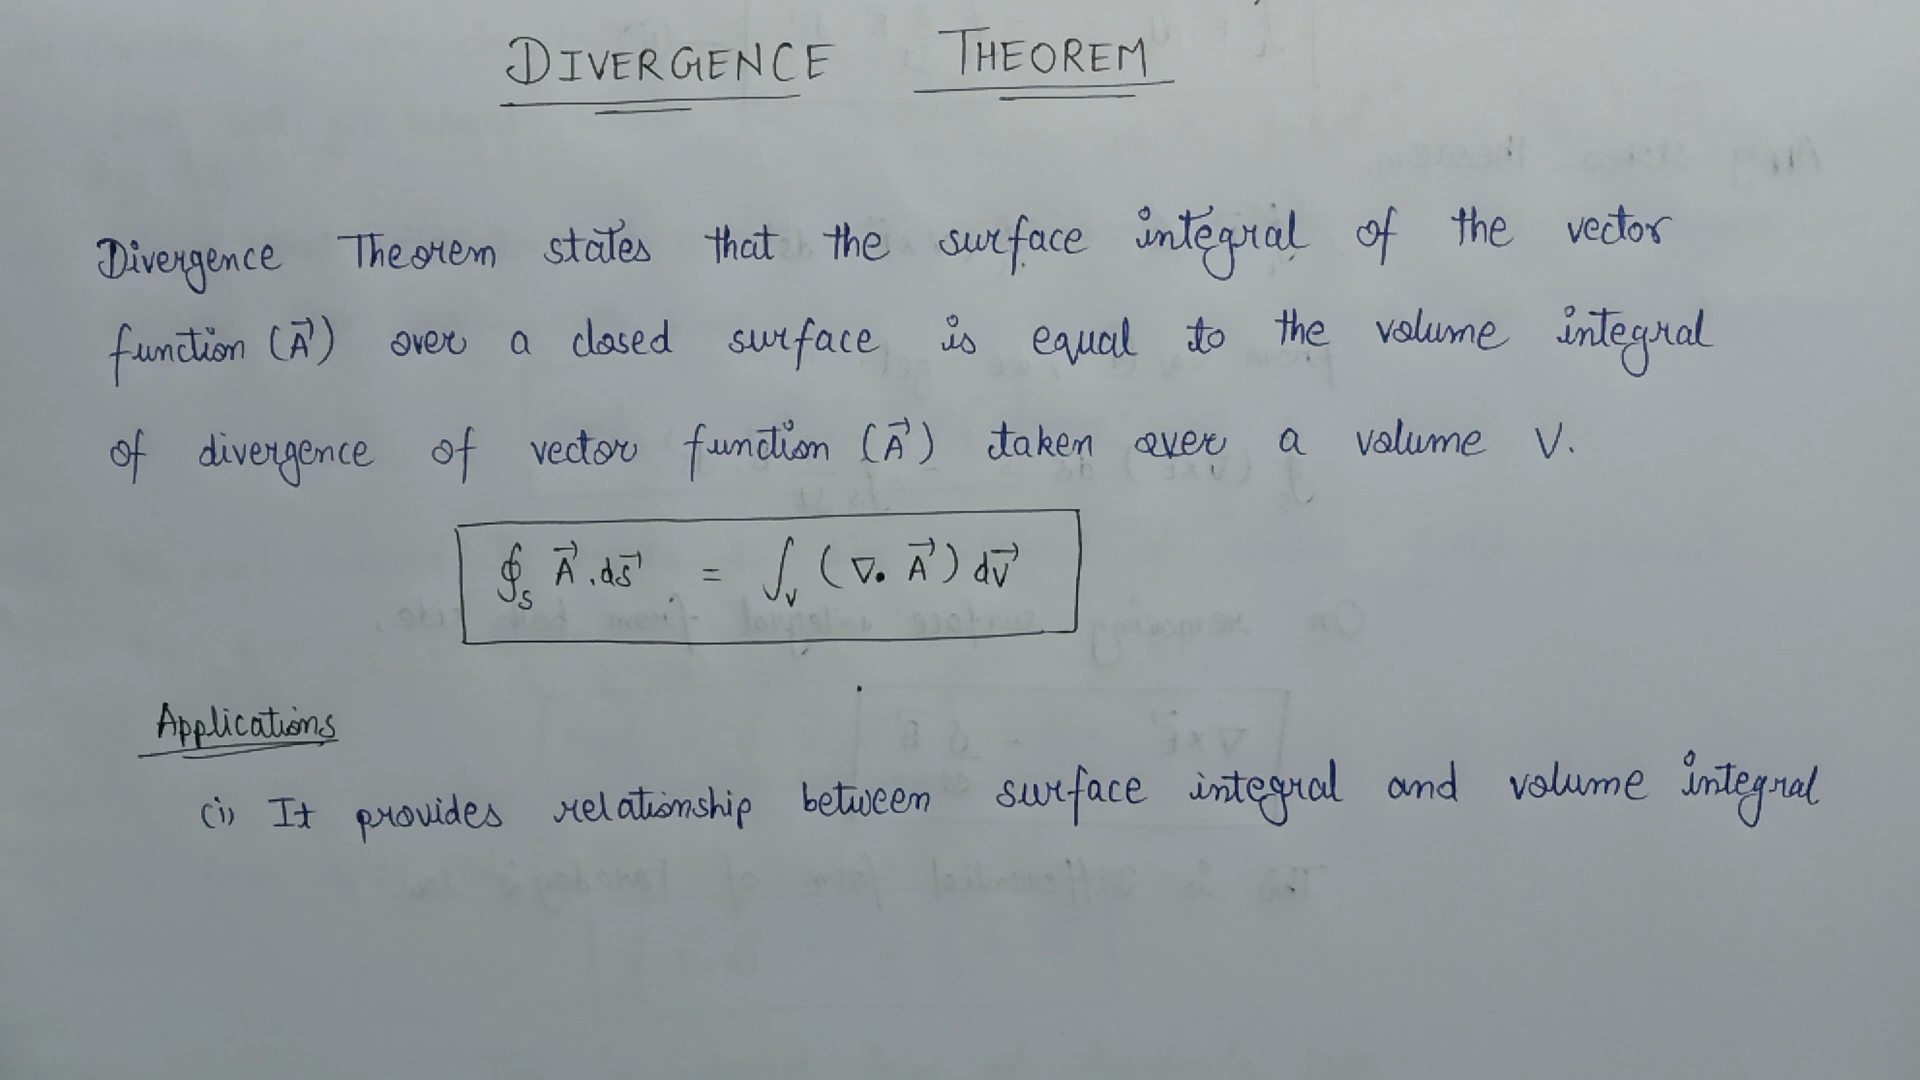 DIVERGENCE THEOREM
Divergence Theorem states that the surface integral of the vector
function (A⃗) over a closed surface is equal to the volume integral
of divergence of vector function (A⃗) taken over a volume V.
∮_S A⃗.ds⃗ = ∫_V (∇. A⃗) dv⃗
Applications
(i) It provides relationship between surface integral and volume integral